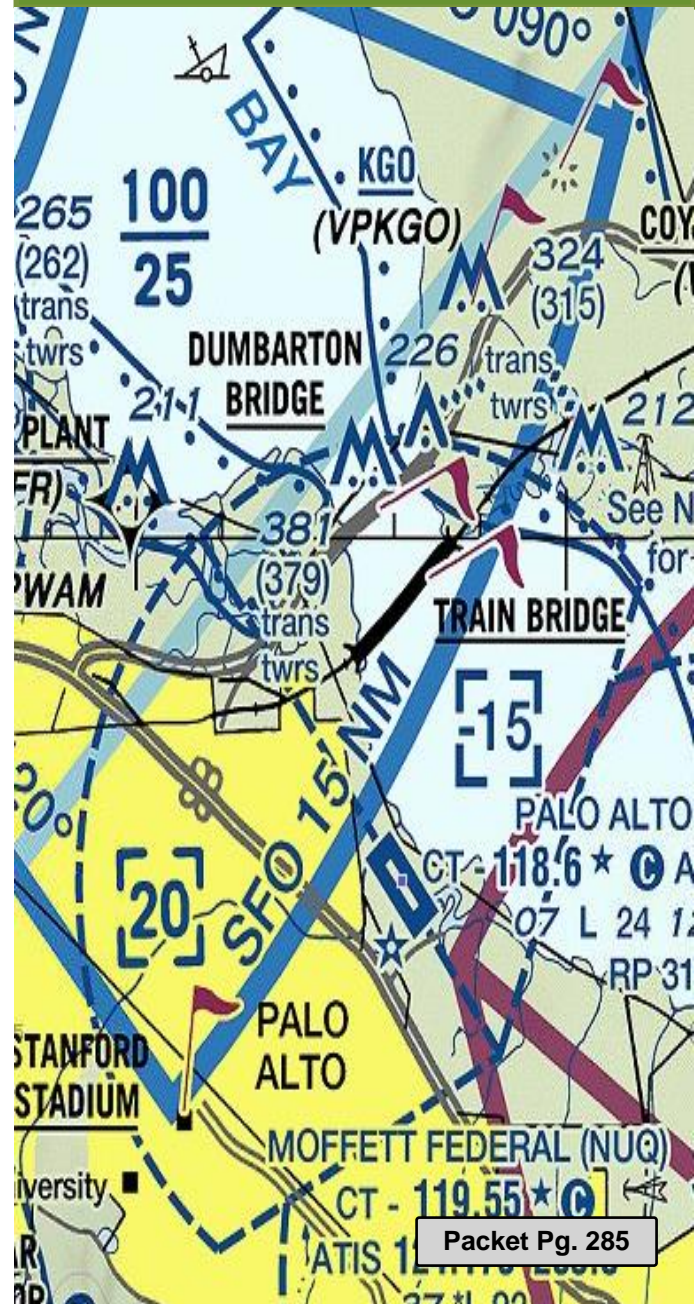 090°
BAY
KGO
(VPKGO)
100
25
265
(262)
trans
twrs
324
(315)
DUMBARTON
BRIDGE
226
trans
twrs
211
212
PLANT
See
for
381
(379)
trans
twrs
TRAIN BRIDGE
-15
SFO 15 NM
20°
PALO ALTO
CT - 118.6 * C
07 L 24
RP 31
20
PALO
ALTO
STANFORD
STADIUM
MOFFETT FEDERAL (NUQ)
CT - 119.55 * C
ATIS
Packet Pg. 285